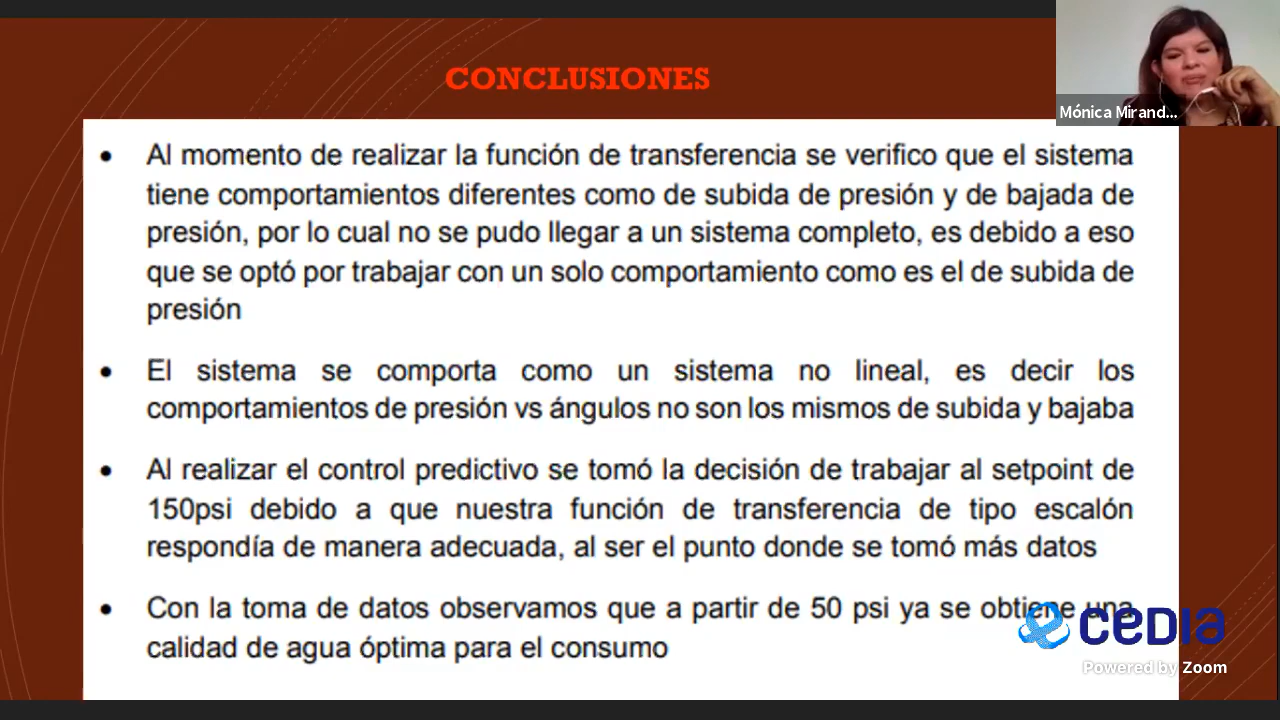 CONCLUSIONES
Mónica Mirand...
• Al momento de realizar la función de transferencia se verifico que el sistema
tiene comportamientos diferentes como de subida de presión y de bajada de
presión, por lo cual no se pudo llegar a un sistema completo, es debido a eso
que se optó por trabajar con un solo comportamiento como es el de subida de
presión
• El sistema se comporta como un sistema no lineal, es decir los
comportamientos de presión vs ángulos no son los mismos de subida y bajaba
• Al realizar el control predictivo se tomó la decisión de trabajar al setpoint de
150psi debido a que nuestra función de transferencia de tipo escalón
respondía de manera adecuada, al ser el punto donde se tomó más datos
• Con la toma de datos observamos que a partir de 50 psi ya se obtiene una
calidad de agua óptima para el consumo
cedia
Powered by Zoom